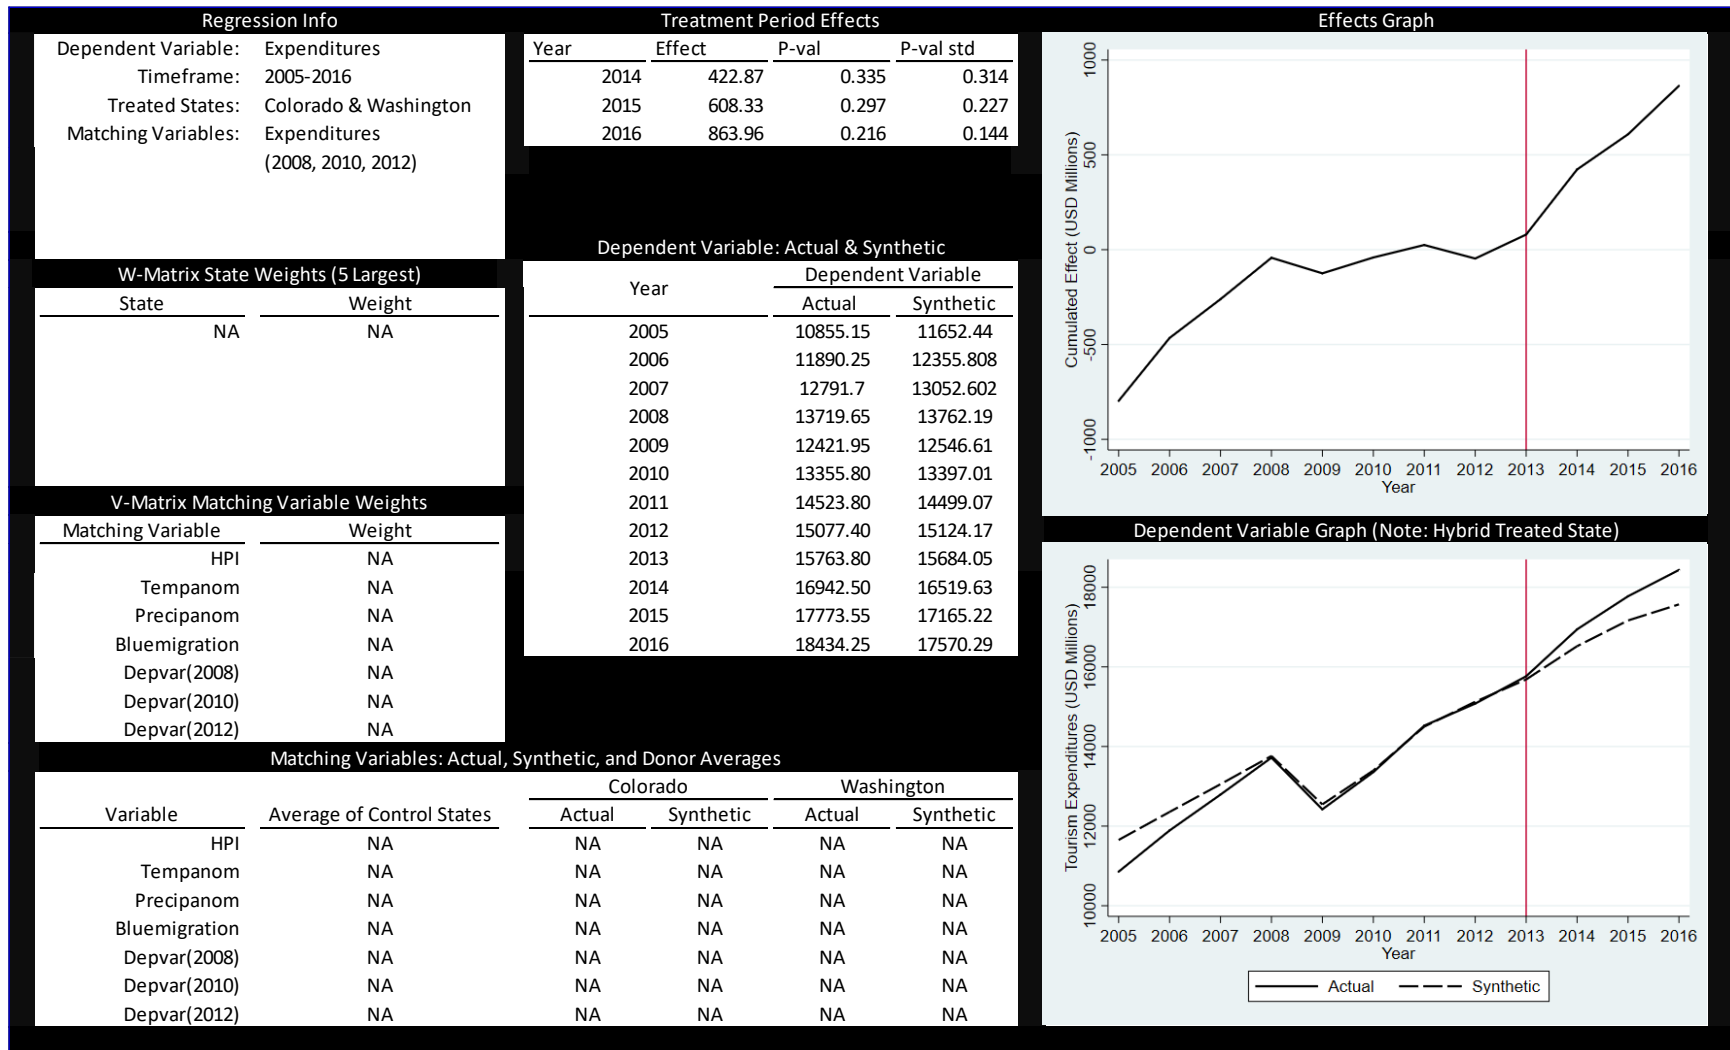 Regression Info
Dependent Variable: Expenditures
Timeframe: 2005-2016
Treated States: Colorado & Washington
Matching Variables: Expenditures
(2008, 2010, 2012)
Treatment Period Effects
Year Effect P-val P-val std
2014 422.87 0.335 0.314
2015 608.33 0.297 0.227
2016 863.96 0.216 0.144
Effects Graph
Cumulated Effect (USD Millions)
1000
500
0
-500
-1000
2005 2006 2007 2008 2009 2010 2011 2012 2013 2014 2015 2016
Year
W-Matrix State Weights (5 Largest)
State Weight
NA NA
Dependent Variable: Actual & Synthetic
Year Dependent Variable
Actual Synthetic
2005 10855.15 11652.44
2006 11890.25 12355.808
2007 12791.7 13052.602
2008 13719.65 13762.19
2009 12421.95 12546.61
2010 13355.80 13397.01
2011 14523.80 14499.07
2012 15077.40 15124.17
2013 15763.80 15684.05
2014 16942.50 16519.63
2015 17773.55 17165.22
2016 18434.25 17570.29
V-Matrix Matching Variable Weights
Matching Variable Weight
HPI NA
Tempanom NA
Precipanom NA
Bluemigration NA
Depvar(2008) NA
Depvar(2010) NA
Depvar(2012) NA
Dependent Variable Graph (Note: Hybrid Treated State)
Tourism Expenditures (USD Millions)
18000
16000
14000
12000
10000
2005 2006 2007 2008 2009 2010 2011 2012 2013 2014 2015 2016
Year
Actual Synthetic
Matching Variables: Actual, Synthetic, and Donor Averages
Colorado Washington
Variable Average of Control States Actual Synthetic Actual Synthetic
HPI NA NA NA NA NA
Tempanom NA NA NA NA NA
Precipanom NA NA NA NA NA
Bluemigration NA NA NA NA NA
Depvar(2008) NA NA NA NA NA
Depvar(2010) NA NA NA NA NA
Depvar(2012) NA NA NA NA NA